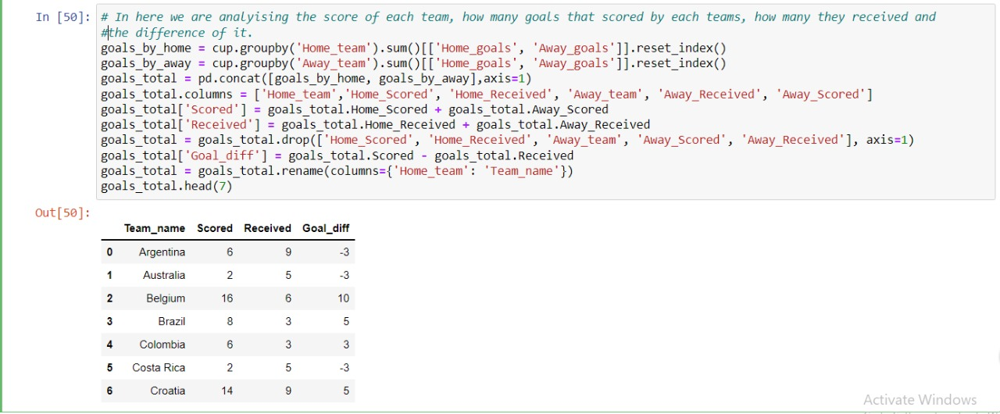 In [50]: # In here we are analyising the score of each team, how many goals that scored by each teams, how many they received and
#the difference of it.
goals_by_home = cup.groupby('Home_team').sum()[['Home_goals', 'Away_goals']].reset_index()
goals_by_away = cup.groupby('Away_team').sum()[['Home_goals', 'Away_goals']].reset_index()
goals_total = pd.concat([goals_by_home, goals_by_away],axis=1)
goals_total.columns = ['Home_team','Home_Scored', 'Home_Received', 'Away_team', 'Away_Received', 'Away_Scored']
goals_total['Scored'] = goals_total.Home_Scored + goals_total.Away_Scored
goals_total['Received'] = goals_total.Home_Received + goals_total.Away_Received
goals_total = goals_total.drop(['Home_Scored', 'Home_Received', 'Away_team', 'Away_Scored', 'Away_Received'], axis=1)
goals_total['Goal_diff'] = goals_total.Scored - goals_total.Received
goals_total = goals_total.rename(columns={'Home_team': 'Team_name'})
goals_total.head(7)
Out[50]:
Team_name Scored Received Goal_diff
0 Argentina 6 9 -3
1 Australia 2 5 -3
2 Belgium 16 6 10
3 Brazil 8 3 5
4 Colombia 6 3 3
5 Costa Rica 2 5 -3
6 Croatia 14 9 5
Activate Windows